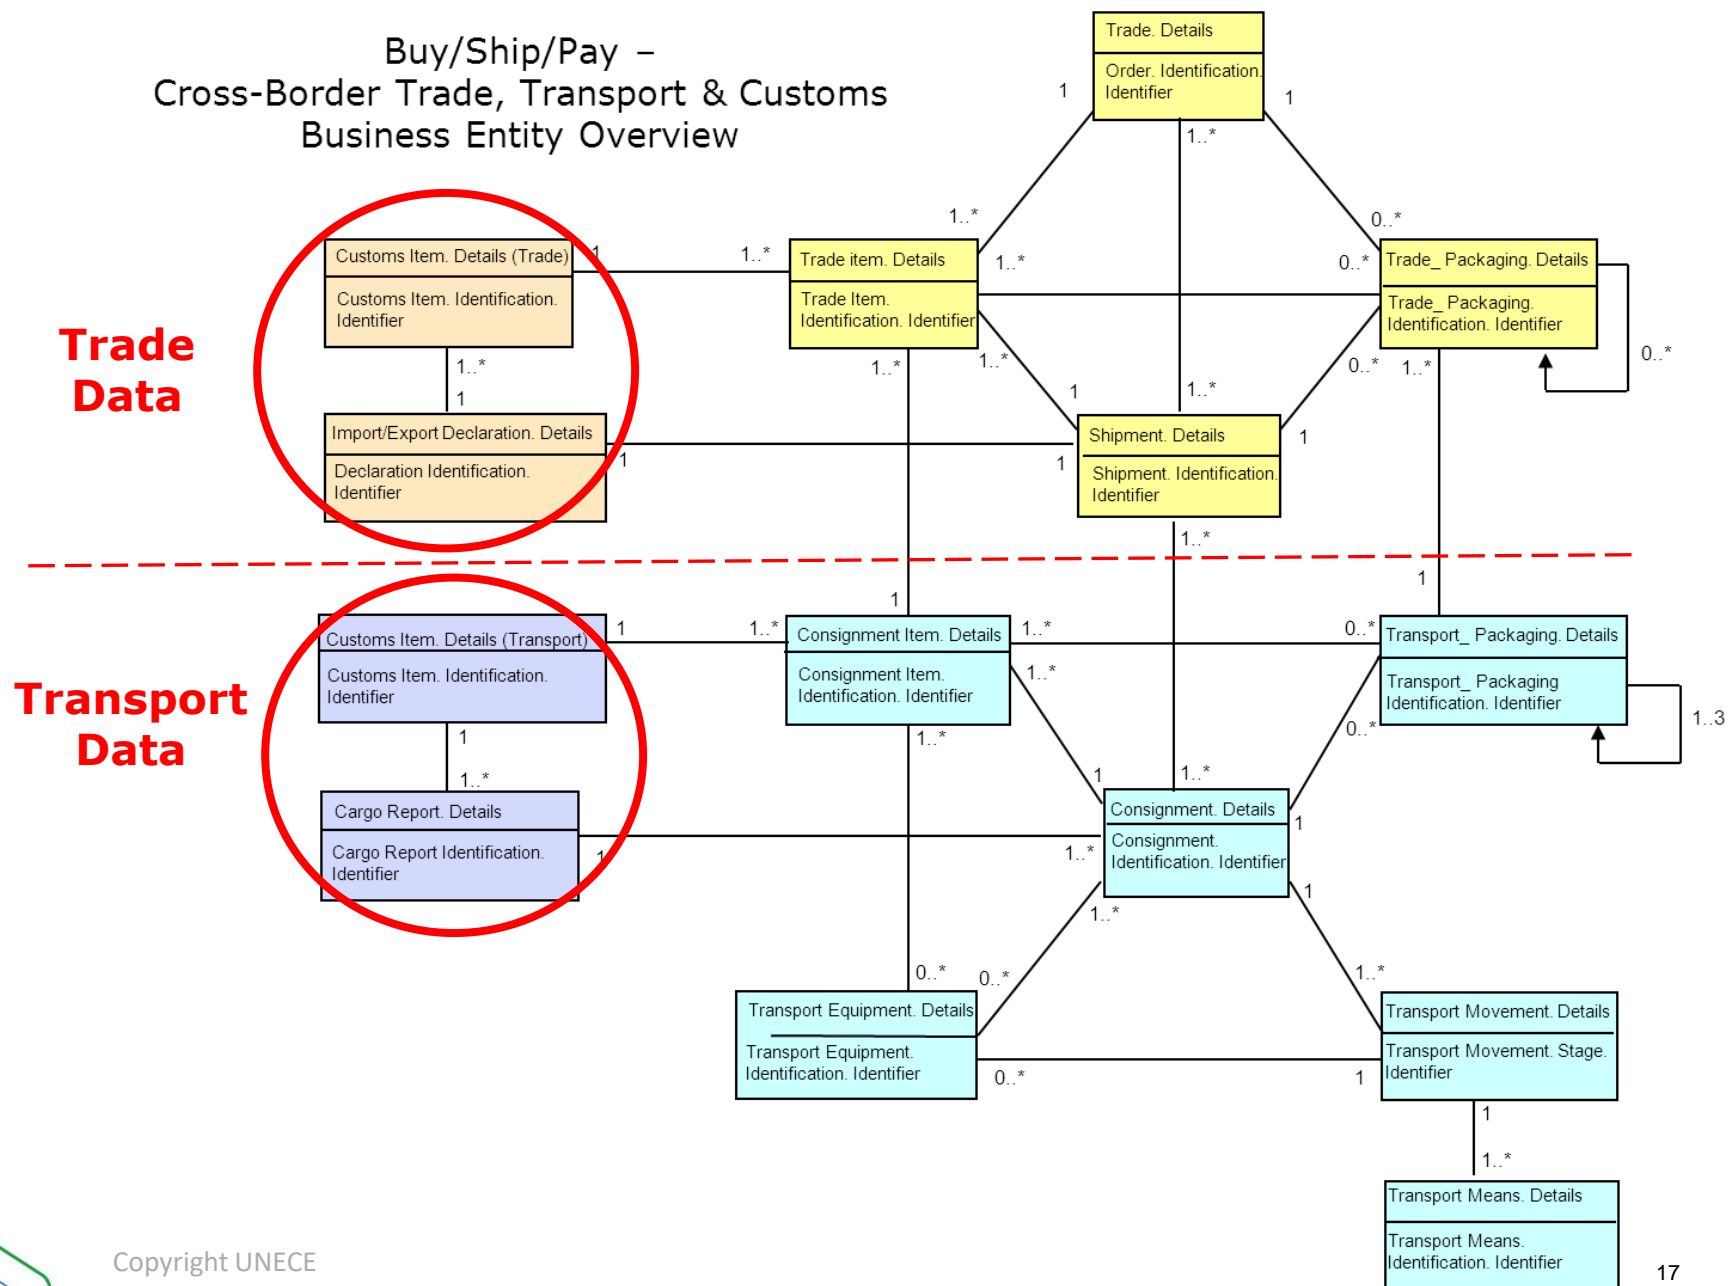 Buy/Ship/Pay –
Cross-Border Trade, Transport & Customs
Business Entity Overview
Trade. Details
Order. Identification.
Identifier
1
1
1..*
1..*
0..*
Customs Item. Details (Trade)
Customs Item. Identification.
Identifier
1
1..*
Trade item. Details
Trade Item.
Identification. Identifier
1..*
0..*
Trade_ Packaging. Details
Trade_ Packaging.
Identification. Identifier
0..*
Trade
Data
1..*
1
1..*
1..*
1
1..*
0..*
1..*
Import/Export Declaration. Details
Declaration Identification.
Identifier
1
1
Shipment. Details
Shipment. Identification.
Identifier
1
1..*
1
1
Customs Item. Details (Transport)
Customs Item. Identification.
Identifier
1
1..*
Consignment Item. Details
Consignment Item.
Identification. Identifier
1..*
0..*
1..*
Transport_ Packaging. Details
Transport_ Packaging
Identification. Identifier
1..3
Transport
Data
1
1..*
1..*
1
1..*
0..*
Cargo Report. Details
Cargo Report Identification.
Identifier
1
1..*
Consignment. Details
Consignment.
Identification. Identifier
1
1
1..*
0..*
0..*
1..*
Transport Equipment. Details
Transport Equipment.
Identification. Identifier
0..*
1
Transport Movement. Details
Transport Movement. Stage.
Identifier
1
1..*
Transport Means. Details
Transport Means.
Identification. Identifier
Copyright UNECE
17